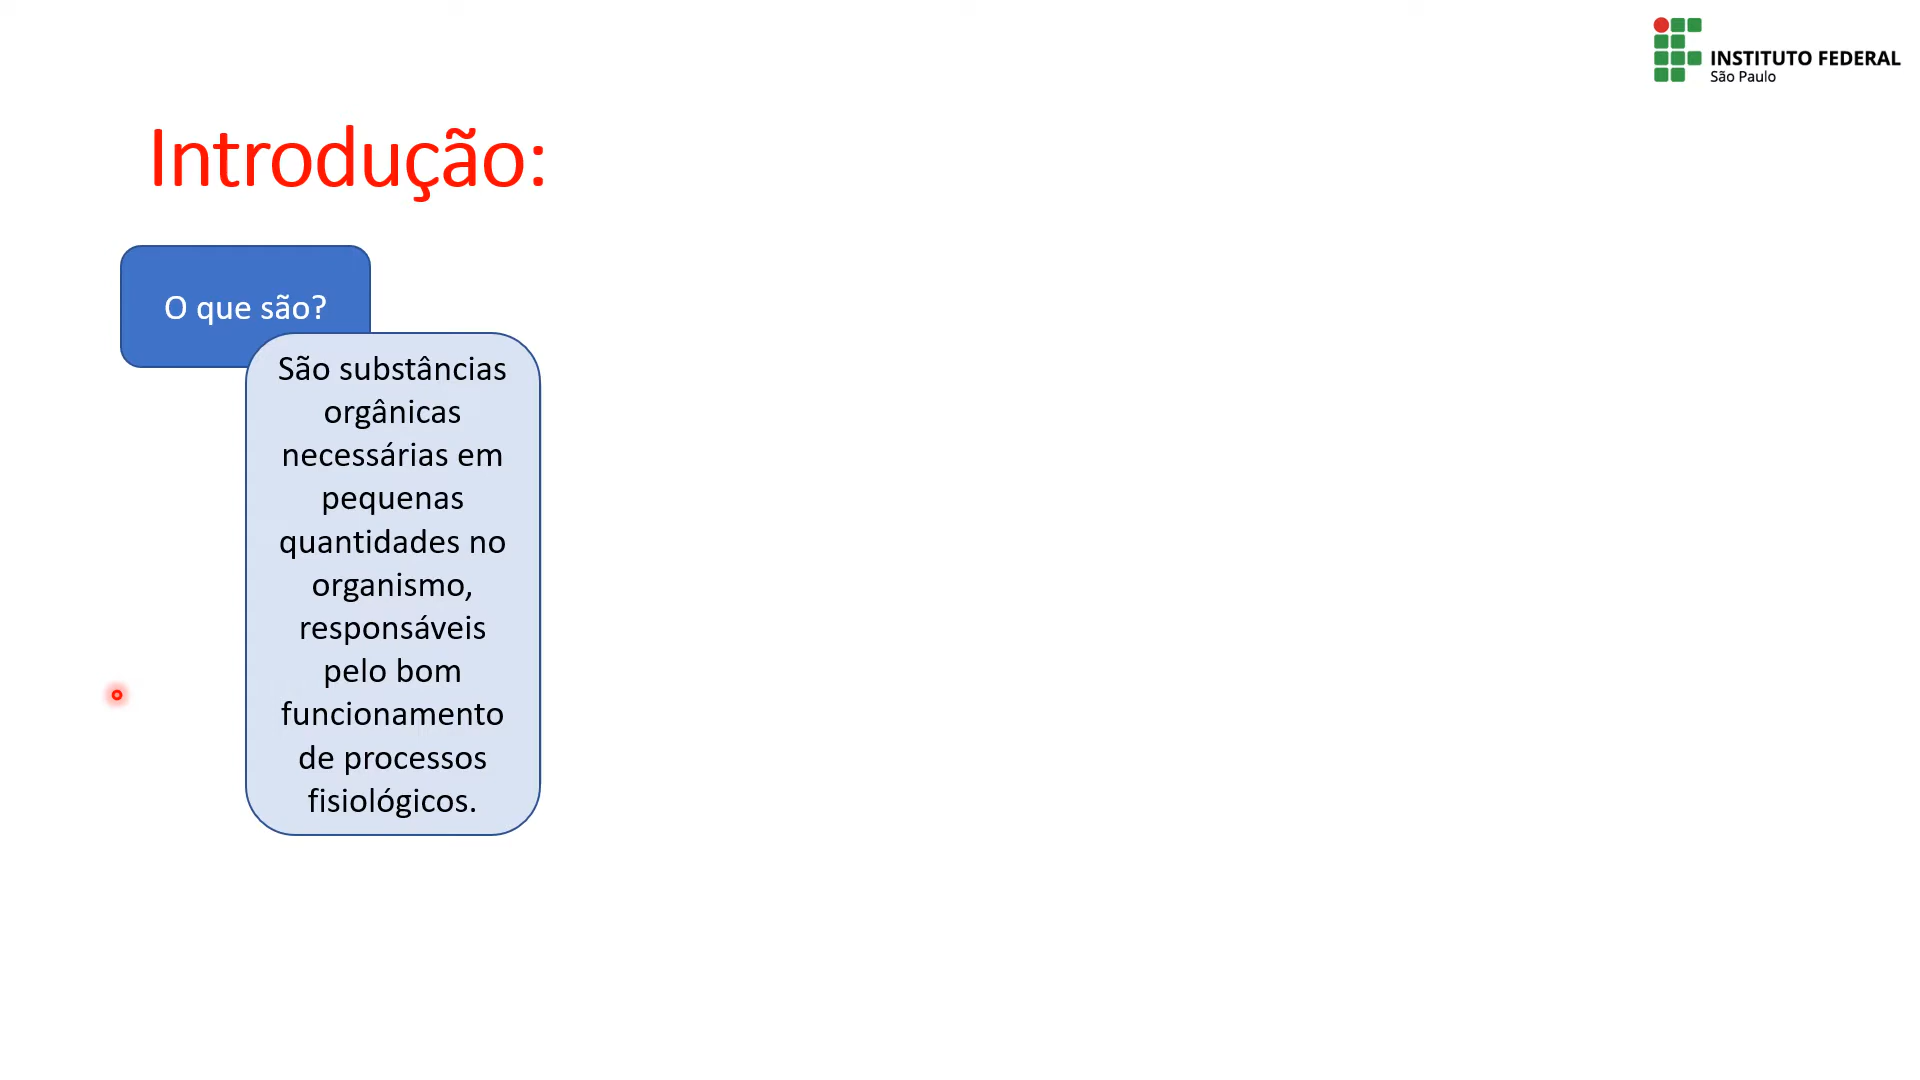 INSTITUTO FEDERAL
São Paulo
Introdução:
O que são?
São substâncias
orgânicas
necessárias em
pequenas
quantidades no
organismo,
responsáveis
pelo bom
funcionamento
de processos
fisiológicos.